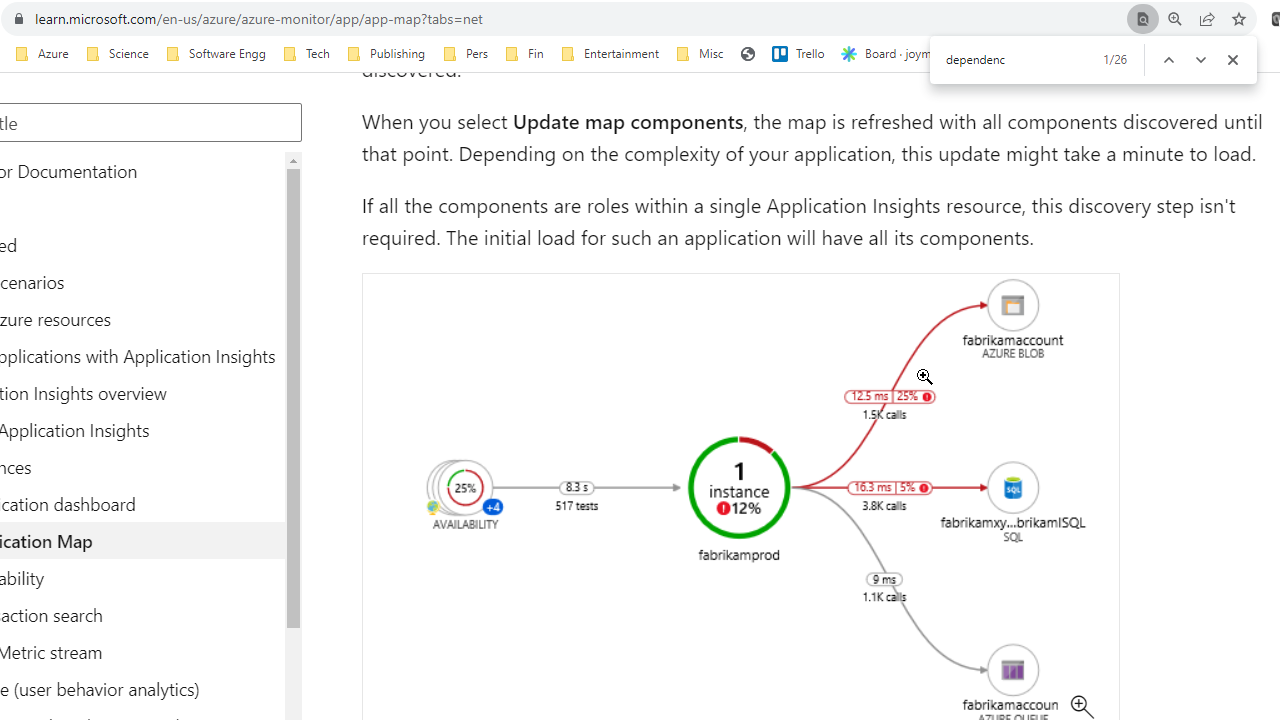 learn.microsoft.com/en-us/azure/azure-monitor/app/app-map?tabs=net
Azure Science Software Engg Tech Publishing Pers Fin Entertainment Misc Trello Board · joym
dependenc 1/26
discovered.
tle
When you select Update map components, the map is refreshed with all components discovered until
that point. Depending on the complexity of your application, this update might take a minute to load.
or Documentation
If all the components are roles within a single Application Insights resource, this discovery step isn't
required. The initial load for such an application will have all its components.
ed
cenarios
zure resources
pplications with Application Insights
tion Insights overview
Application Insights
nces
ication dashboard
ication Map
ability
saction search
Metric stream
e (user behavior analytics)
fabrikamaccount
AZURE BLOB
12.5 ms 25%
1.5K calls
25%
+4
AVAILABILITY
8.3 s
517 tests
1
instance
12%
fabrikamprod
16.3 ms 5%
3.8K calls
SQL
fabrikamxy...brikamlSQL
SQL
9 ms
1.1K calls
fabrikamaccoun
AZURE QUEUE